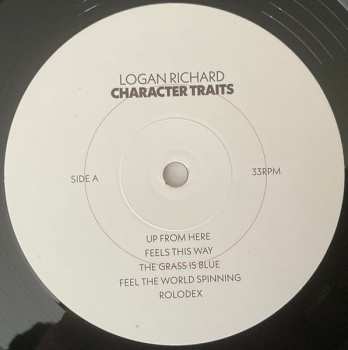 LOGAN RICHARD
CHARACTER TRAITS
SIDE A
33RPM
UP FROM HERE
FEELS THIS WAY
THE GRASS IS BLUE
FEEL THE WORLD SPINNING
ROLODEX